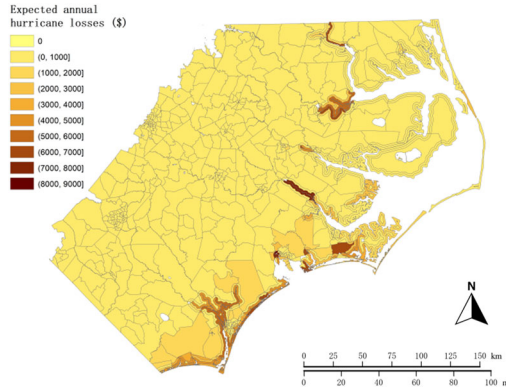 Expected annual
hurricane losses ($)
0
(0, 1000]
(1000, 2000]
(2000, 3000]
(3000, 4000]
(4000, 5000]
(5000, 6000]
(6000, 7000]
(7000, 8000]
(8000, 9000]
N
0 25 50 75 100 125 150 km
0 20 40 60 80 100 m